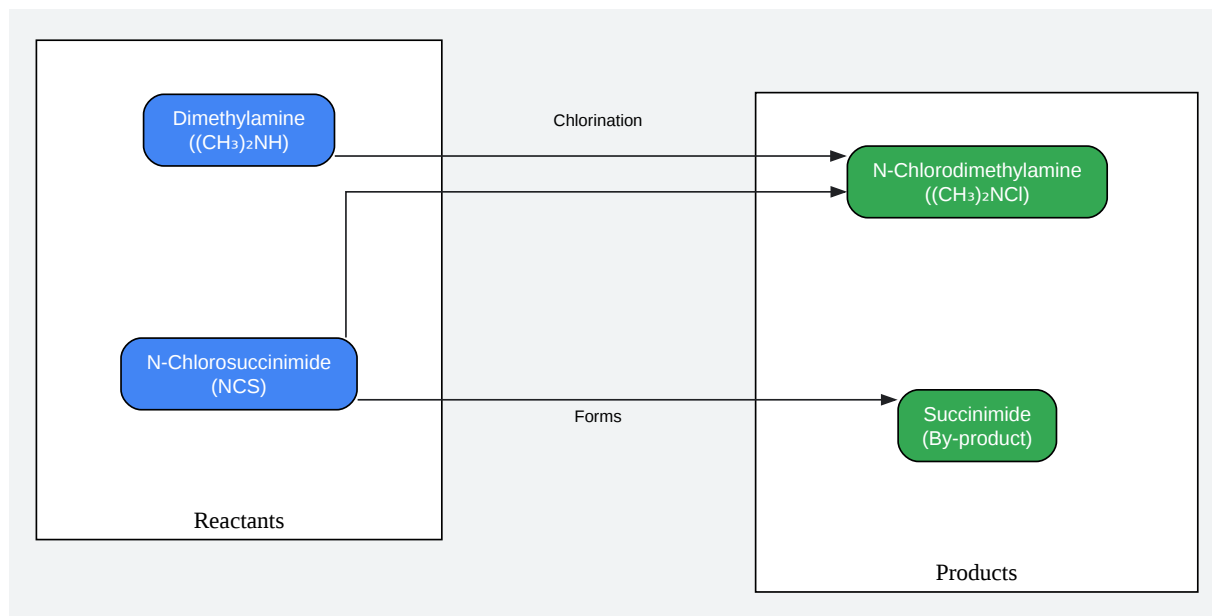 Dimethylamine
((CH₃)₂NH)
Chlorination
N-Chlorodimethylamine
((CH₃)₂NCl)
N-Chlorosuccinimide
(NCS)
Forms
Succinimide
(By-product)
Reactants
Products